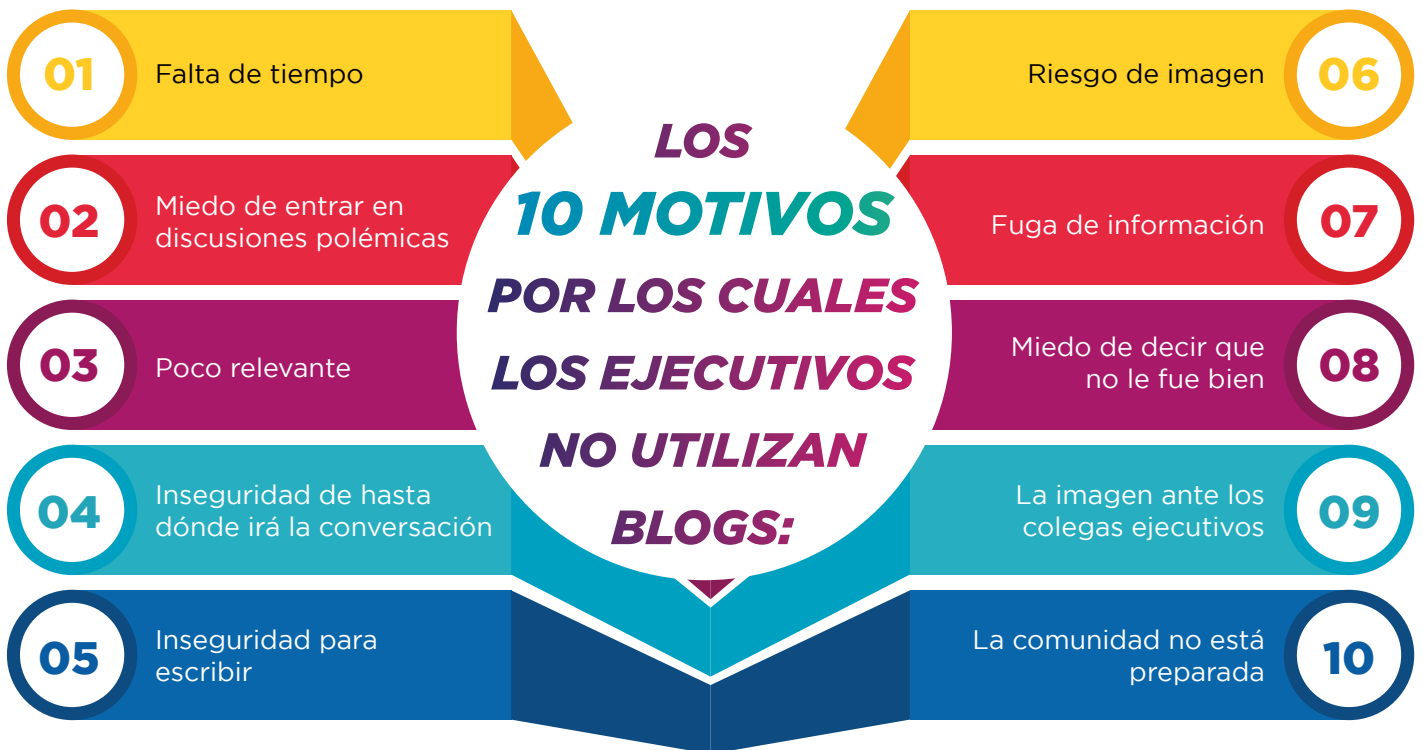 LOS
10 MOTIVOS
POR LOS CUALES
LOS EJECUTIVOS
NO UTILIZAN
BLOGS:
01
Falta de tiempo
02
Miedo de entrar en
discusiones polémicas
03
Poco relevante
04
Inseguridad de hasta
dónde irá la conversación
05
Inseguridad para
escribir
06
Riesgo de imagen
07
Fuga de información
08
Miedo de decir que
no le fue bien
09
La imagen ante los
colegas ejecutivos
10
La comunidad no está
preparada